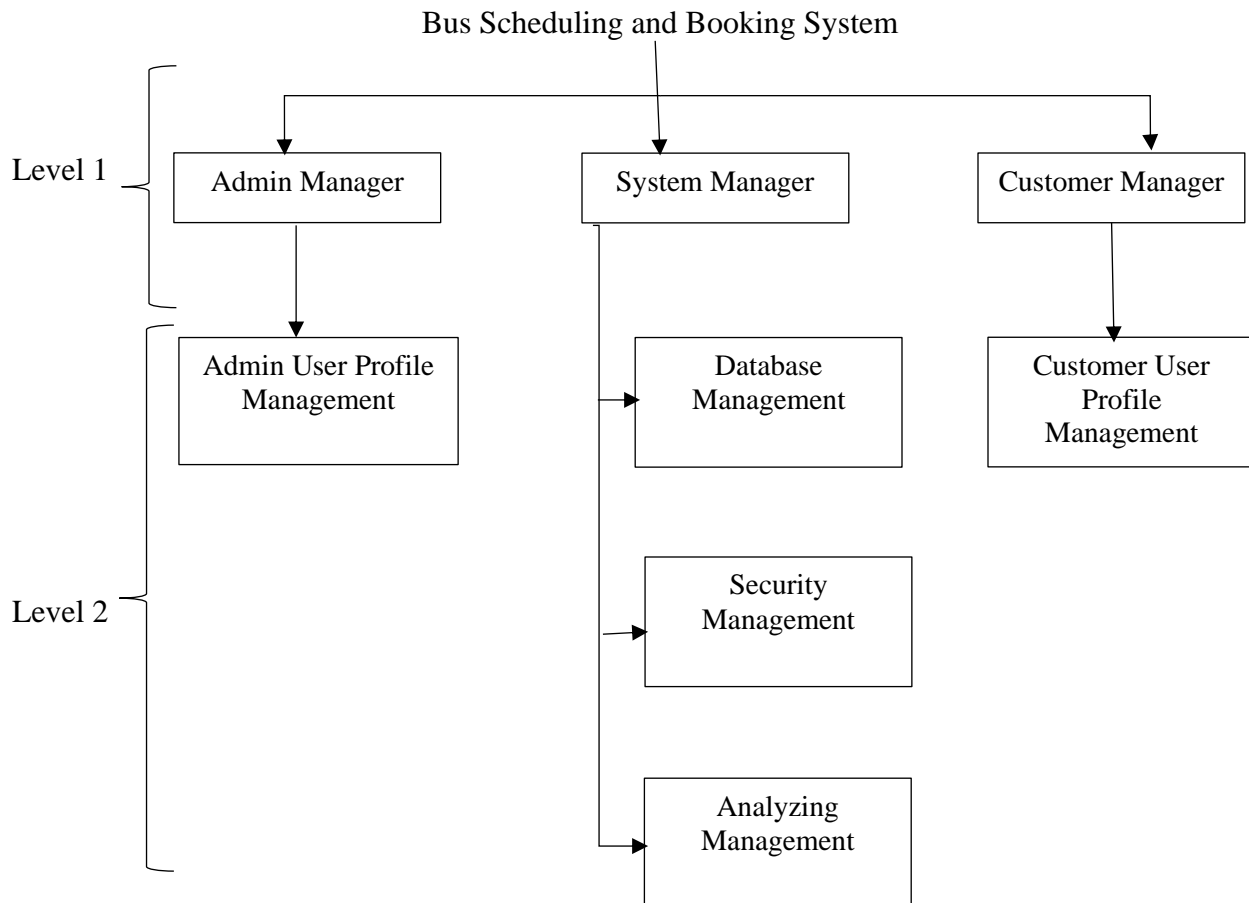 Bus Scheduling and Booking System
Level 1
Admin Manager
System Manager
Customer Manager
Admin User Profile
Management
Database
Management
Customer User
Profile
Management
Level 2
Security
Management
Analyzing
Management